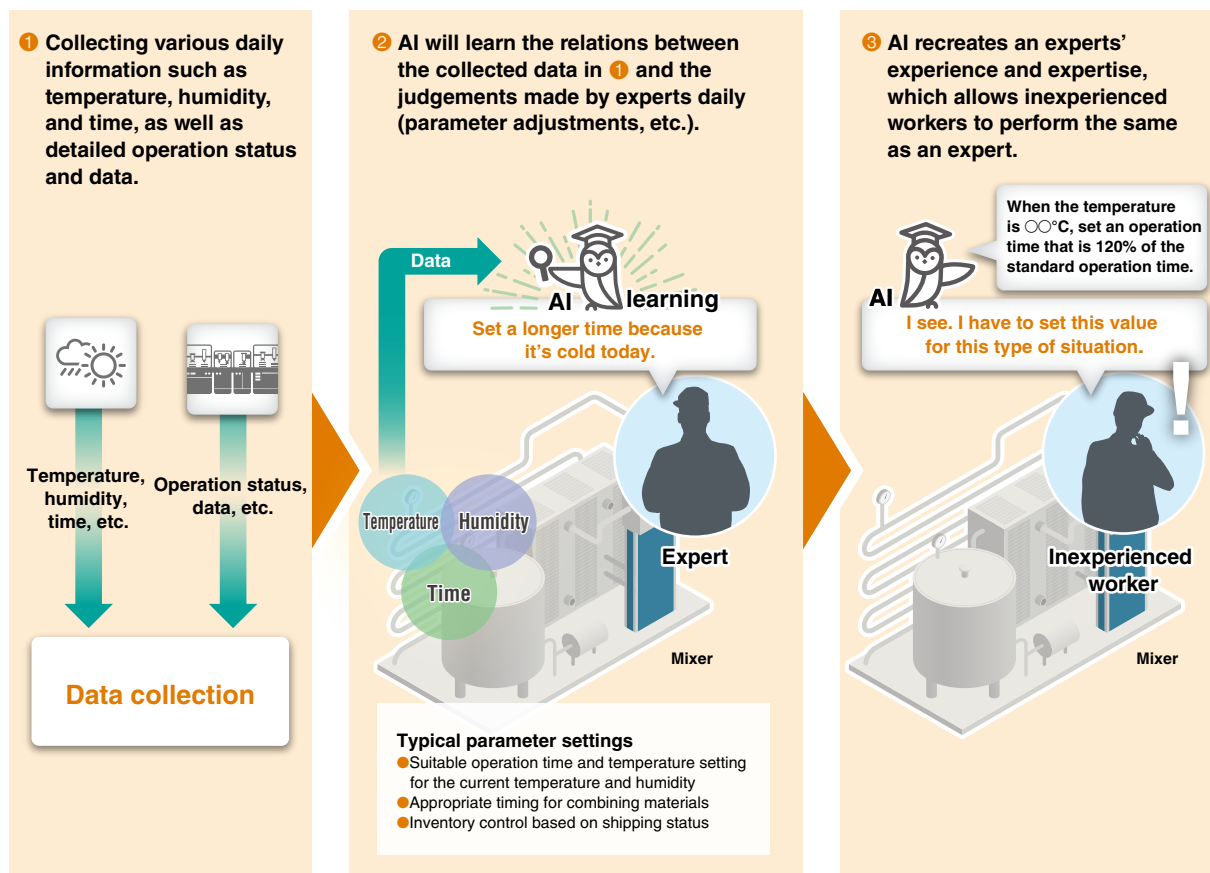 ❶ Collecting various daily
information such as
temperature, humidity,
and time, as well as
detailed operation status
and data.
Temperature,
humidity,
time, etc.
Operation status,
data, etc.
Data collection
❷ AI will learn the relations between
the collected data in ❶ and the
judgements made by experts daily
(parameter adjustments, etc.).
Data
AI learning
Set a longer time because
it's cold today.
Temperature
Humidity
Time
Expert
Mixer
Typical parameter settings
●Suitable operation time and temperature setting
for the current temperature and humidity
●Appropriate timing for combining materials
●Inventory control based on shipping status
❸ AI recreates an experts'
experience and expertise,
which allows inexperienced
workers to perform the same
as an expert.
When the temperature
is ○○°C, set an operation
time that is 120% of the
standard operation time.
AI
I see. I have to set this value
for this type of situation.
!
Inexperienced
worker
Mixer